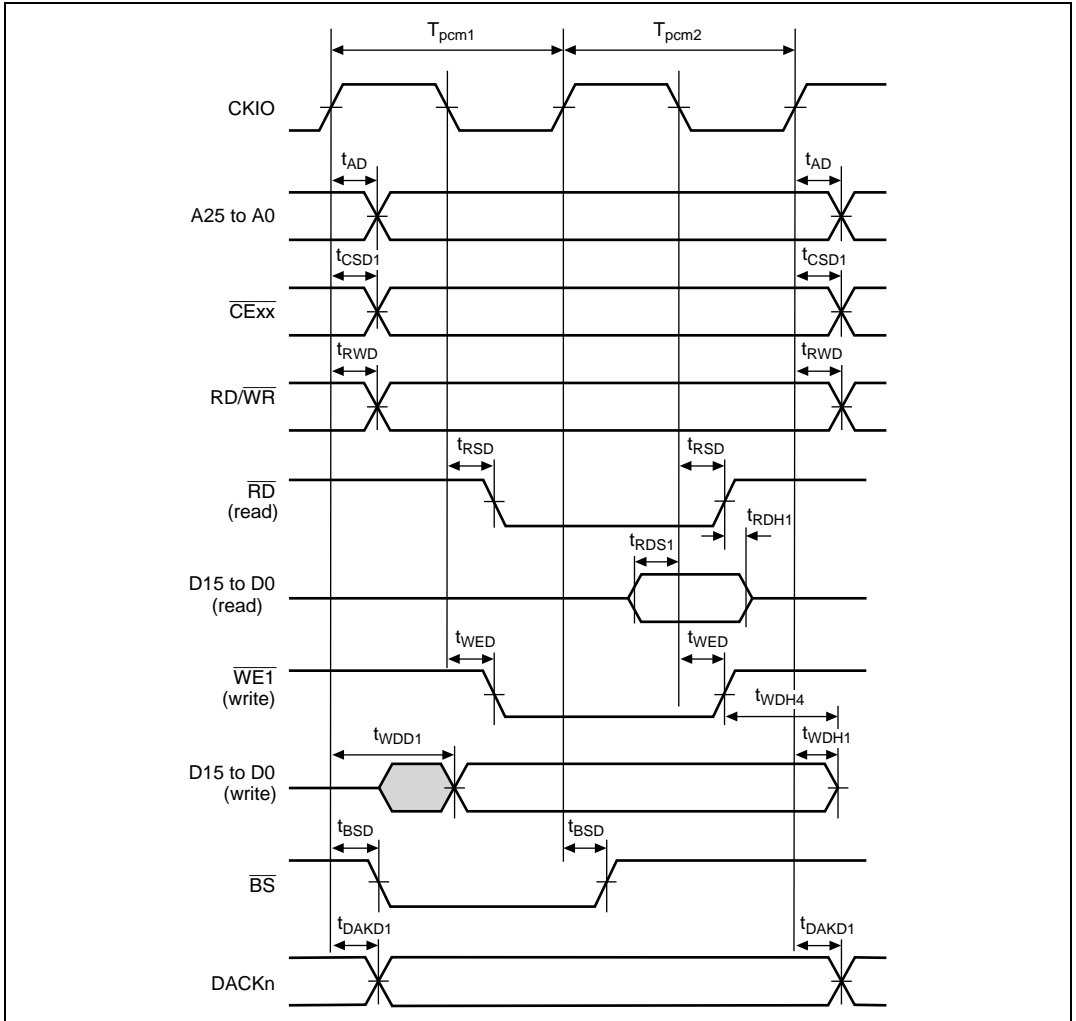 Tpcm1 Tpcm2
CKIO
tAD tAD
A25 to A0
tCSD1 tCSD1
CExx
tRWD tRWD
RD/WR
tRSD tRSD
RD
(read)
tRDH1
tRDS1
D15 to D0
(read)
tWED tWED
WE1
(write)
tWDH4
tWDD1 tWDH1
D15 to D0
(write)
tBSD tBSD
BS
tDAKD1 tDAKD1
DACKn